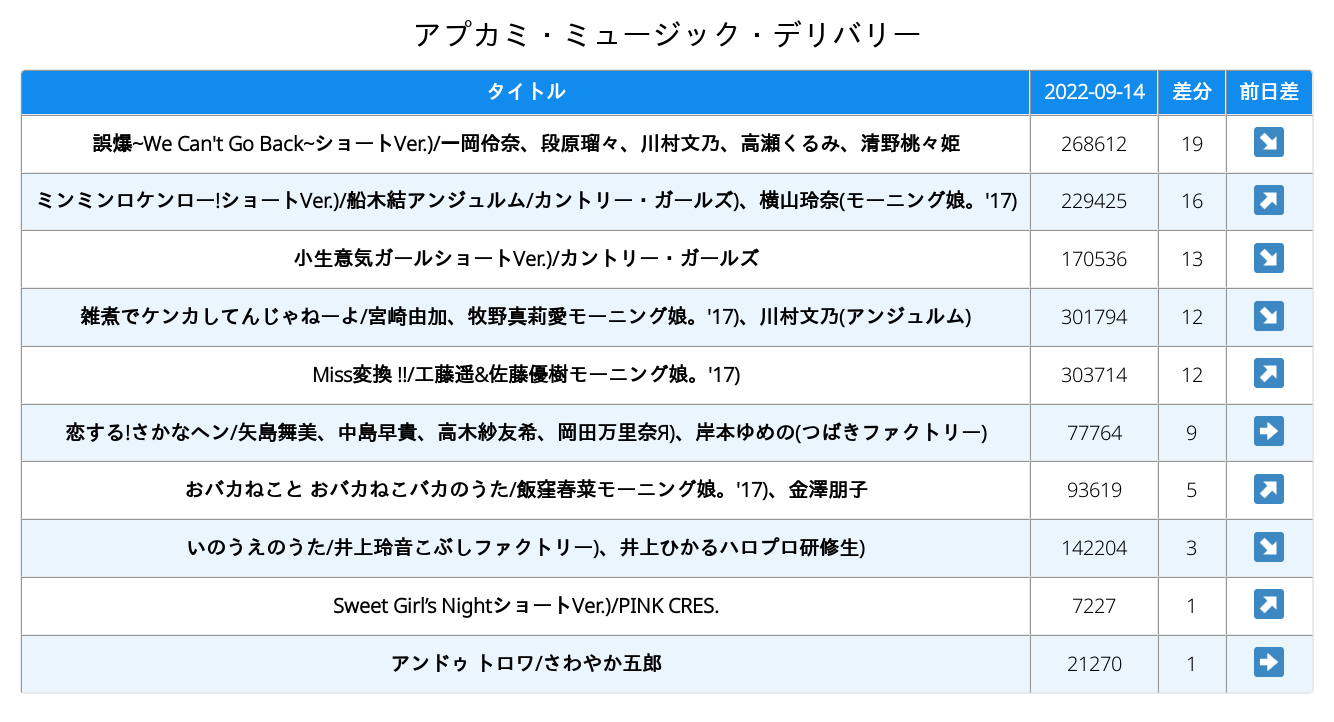 アプカミ・ミュージック・デリバリー
タイトル 2022-09-14 差分 前日差
誤爆~We Can't Go Back~ショートVer.)/一岡伶奈、段原瑠々、川村文乃、高瀬くるみ、清野桃々姫 268612 19 ↘
ミンミンロケンロー!ショートVer.)/船木結アンジュルム/カントリー・ガールズ)、横山玲奈(モーニング娘。'17) 229425 16 ↗
小生意気ガールショートVer.)/カントリー・ガールズ 170536 13 ↘
雑煮でケンカしてんじゃねーよ/宮崎由加、牧野真莉愛モーニング娘。'17)、川村文乃(アンジュルム) 301794 12 ↘
Miss変換 !!/工藤遥&佐藤優樹モーニング娘。'17) 303714 12 ↗
恋する!さかなヘン/矢島舞美、中島早貴、高木紗友希、岡田万里奈Я)、岸本ゆめの(つばきファクトリー) 77764 9 ➡
おバカねこと おバカねこバカのうた/飯窪春菜モーニング娘。'17)、金澤朋子 93619 5 ↗
いのうえのうた/井上玲音こぶしファクトリー)、井上ひかるハロプロ研修生) 142204 3 ↘
Sweet Girl’s NightショートVer.)/PINK CRES. 7227 1 ↗
アンドゥ トロワ/さわやか五郎 21270 1 ➡